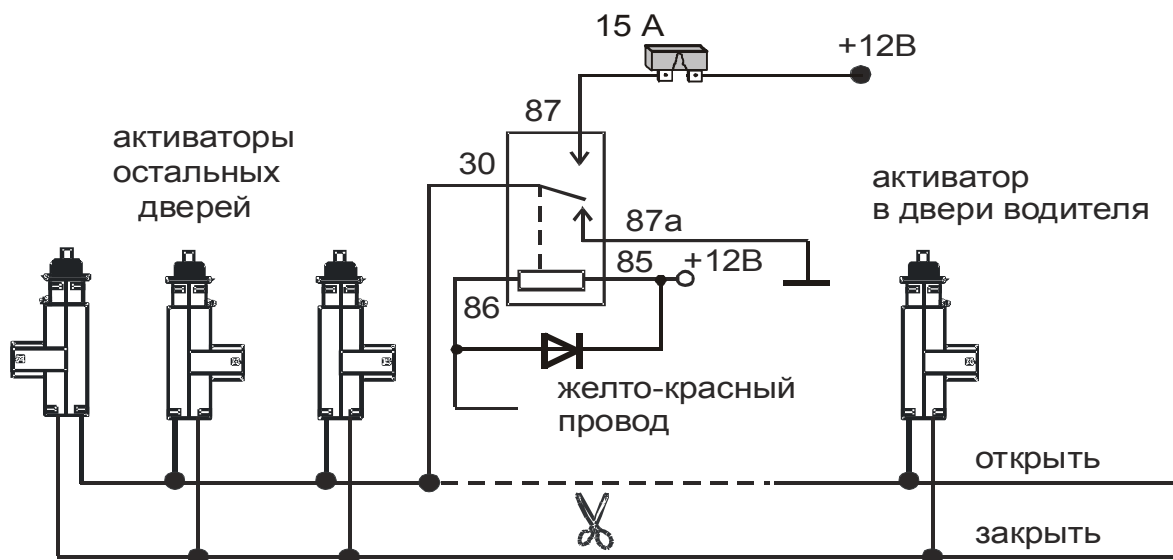 15 А
+12В
87
активаторы
остальных
дверей
30
активатор
в двери водителя
87а
85
+12В
86
желто-красный
провод
открыть
закрыть